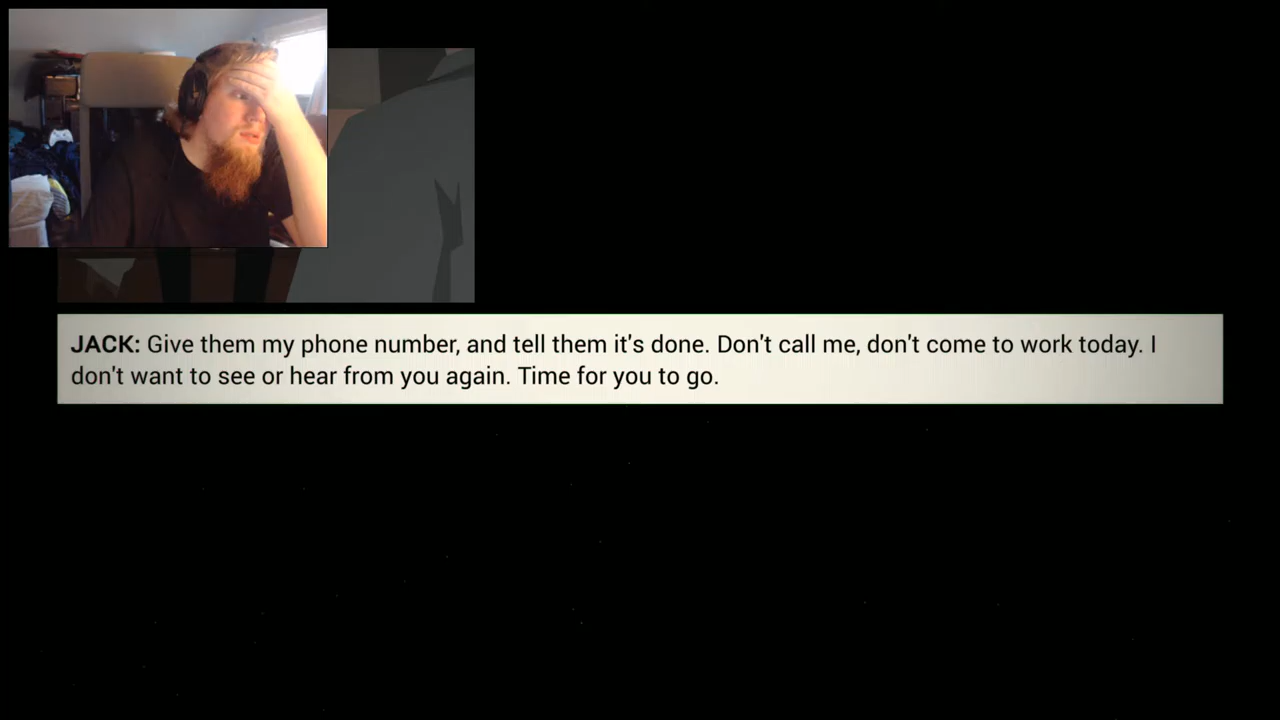 JACK: Give them my phone number, and tell them it's done. Don't call me, don't come to work today. I
don't want to see or hear from you again. Time for you to go.